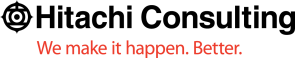 Hitachi Consulting
We make it happen. Better.